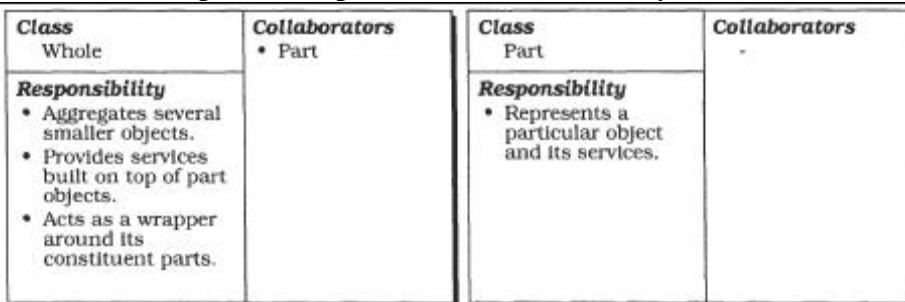 Class
Whole
Collaborators
• Part
Responsibility
• Aggregates several
smaller objects.
• Provides services
built on top of part
objects.
• Acts as a wrapper
around its
constituent parts.
Class
Part
Collaborators
-
Responsibility
• Represents a
particular object
and its services.